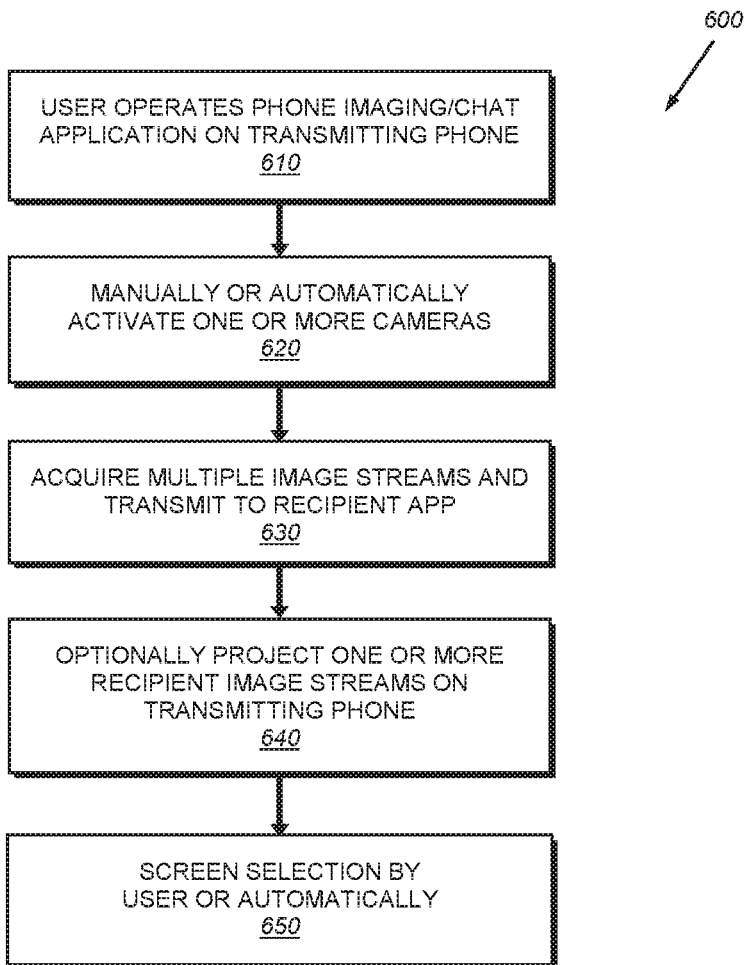 600
USER OPERATES PHONE IMAGING/CHAT
APPLICATION ON TRANSMITTING PHONE
610
MANUALLY OR AUTOMATICALLY
ACTIVATE ONE OR MORE CAMERAS
620
ACQUIRE MULTIPLE IMAGE STREAMS AND
TRANSMIT TO RECIPIENT APP
630
OPTIONALLY PROJECT ONE OR MORE
RECIPIENT IMAGE STREAMS ON
TRANSMITTING PHONE
640
SCREEN SELECTION BY
USER OR AUTOMATICALLY
650